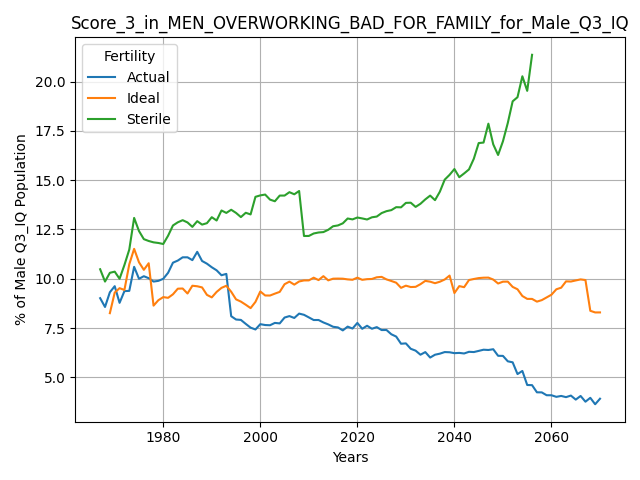 Score_3_in_MEN_OVERWORKING_BAD_FOR_FAMILY_for_Male_Q3_IQ
Fertility
Actual
Ideal
Sterile
% of Male Q3_IQ Population
20.0
17.5
15.0
12.5
10.0
7.5
5.0
1980
2000
2020
2040
2060
Years